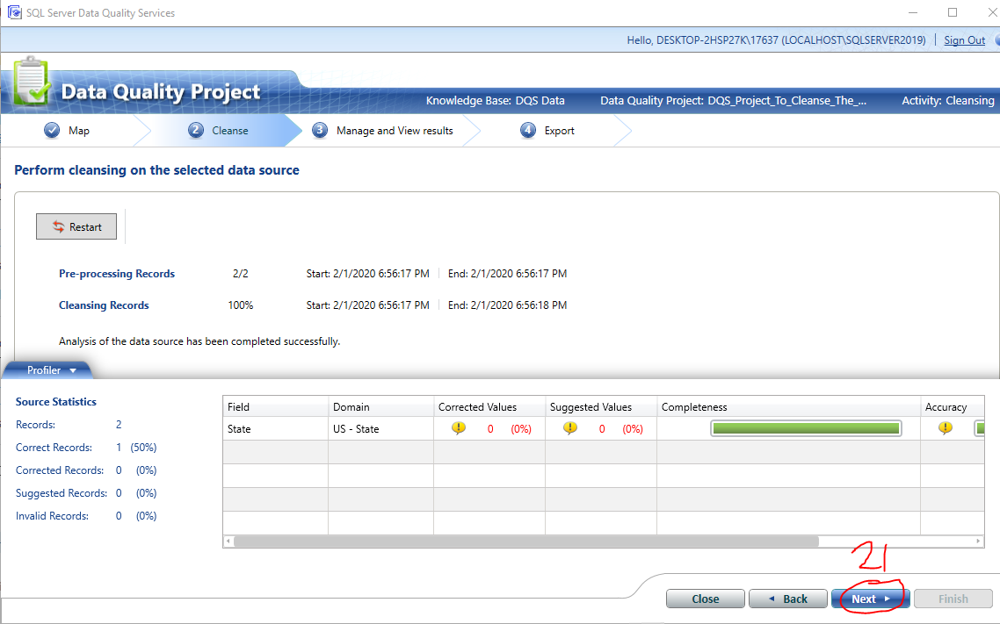 SQL Server Data Quality Services
Hello, DESKTOP-2HSP27K\17637 (LOCALHOST\SQLSERVER2019) Sign Out
Data Quality Project
Knowledge Base: DQS Data Data Quality Project: DQS_Project_To_Cleanse_The_... Activity: Cleansing
Map 2 Cleanse 3 Manage and View results 4 Export
Perform cleansing on the selected data source
Restart
Pre-processing Records 2/2 Start: 2/1/2020 6:56:17 PM End: 2/1/2020 6:56:17 PM
Cleansing Records 100% Start: 2/1/2020 6:56:17 PM End: 2/1/2020 6:56:18 PM
Analysis of the data source has been completed successfully.
Profiler
Source Statistics
Records: 2
Correct Records: 1 (50%)
Corrected Records: 0 (0%)
Suggested Records: 0 (0%)
Invalid Records: 0 (0%)
Field Domain Corrected Values Suggested Values Completeness Accuracy
State US - State 0 (0%) 0 (0%)
21
Close Back Next Finish